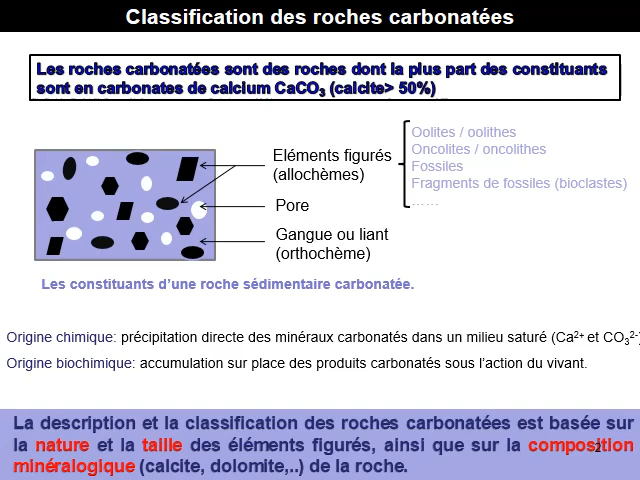 Classification des roches carbonatées
Les roches carbonatées sont des roches dont la plus part des constituants
sont en carbonates de calcium CaCO₃ (calcite> 50%)
Oolites / oolithes
Oncolites / oncolithes
Fossiles
Fragments de fossiles (bioclastes)
......
Eléments figurés
(allochèmes)
Pore
Gangue ou liant
(orthochème)
Les constituants d’une roche sédimentaire carbonatée.
Origine chimique: précipitation directe des minéraux carbonatés dans un milieu saturé (Ca²⁺ et CO₃²⁻)
Origine biochimique: accumulation sur place des produits carbonatés sous l’action du vivant.
La description et la classification des roches carbonatées est basée sur
la nature et la taille des éléments figurés, ainsi que sur la composition
minéralogique (calcite, dolomite,..) de la roche.
2